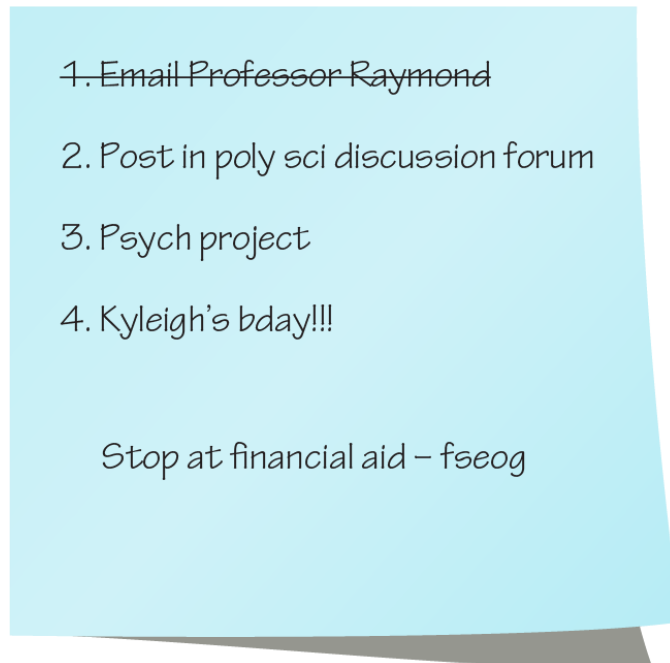 1. Email Professor Raymond
2. Post in poly sci discussion forum
3. Psych project
4. Kyleigh’s bday!!!
Stop at financial aid – fseog